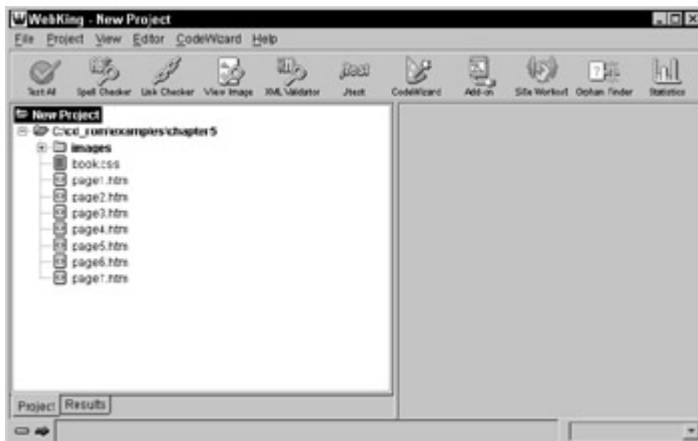 WebKing - New Project
File Project View Editor CodeWizard Help
Test All Spell Checker Link Checker View Image XML Validator Jtest CodeWizard Add-on Site Workout Orphan Finder Statistics
New Project
C:\cd_rom\examples\chapter5
images
book.css
page1.htm
page2.htm
page3.htm
page4.htm
page5.htm
page6.htm
page7.htm
Project Results